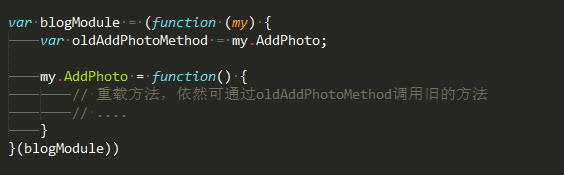 var blogModule = (function (my) {
var oldAddPhotoMethod = my.AddPhoto;
my.AddPhoto = function() {
// 重载方法，依然可通过oldAddPhotoMethod调用旧的方法
// ....
}
}(blogModule))